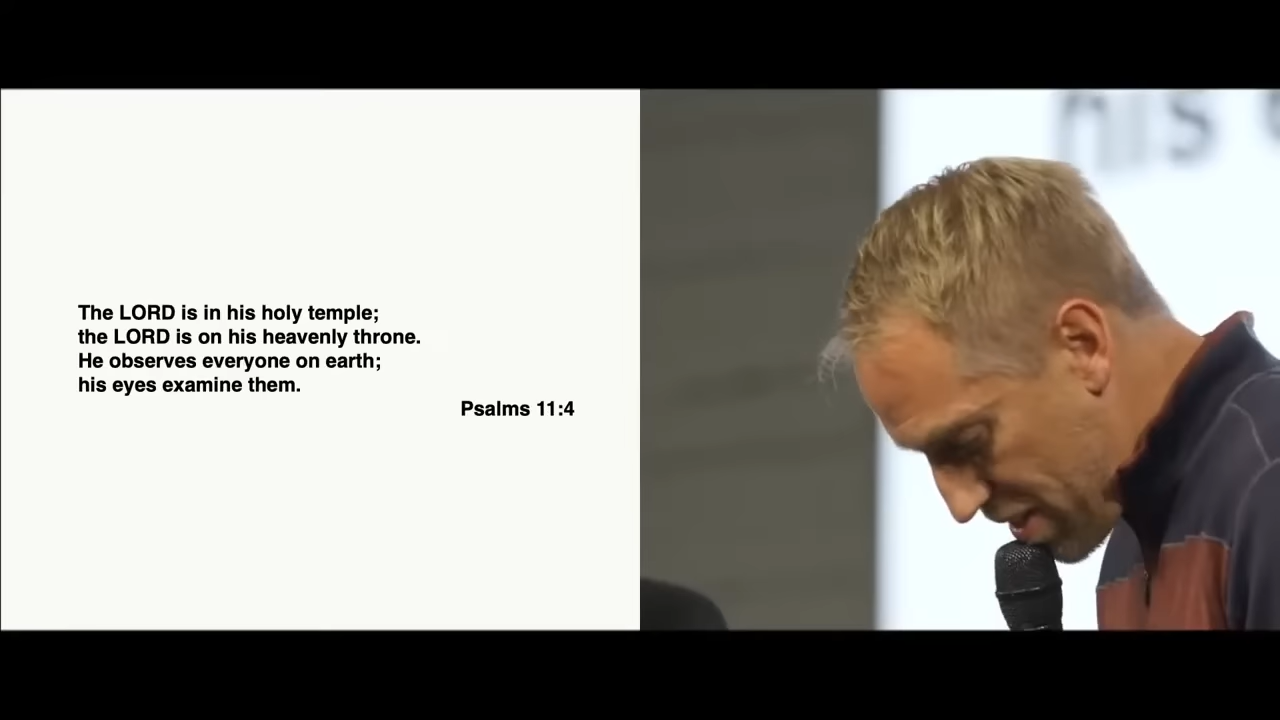 The LORD is in his holy temple;
the LORD is on his heavenly throne.
He observes everyone on earth;
his eyes examine them.
Psalms 11:4
his